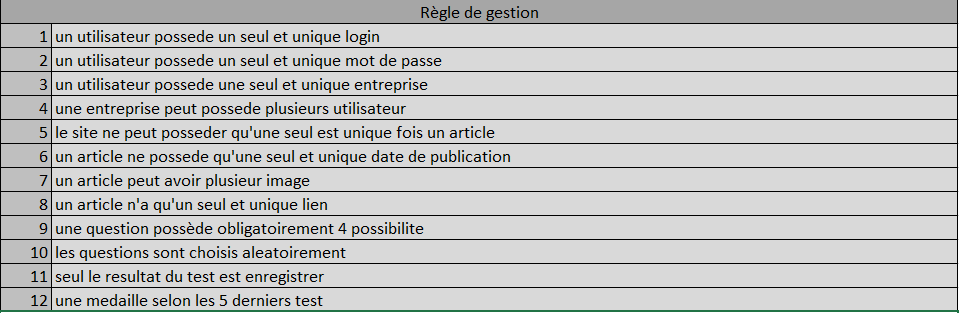 Règle de gestion
1 un utilisateur possede un seul et unique login
2 un utilisateur possede un seul et unique mot de passe
3 un utilisateur possede une seul et unique entreprise
4 une entreprise peut possede plusieurs utilisateur
5 le site ne peut posseder qu'une seul est unique fois un article
6 un article ne possede qu'une seul et unique date de publication
7 un article peut avoir plusieur image
8 un article n'a qu'un seul et unique lien
9 une question possède obligatoirement 4 possibilite
10 les questions sont choisis aleatoirement
11 seul le resultat du test est enregistrer
12 une medaille selon les 5 derniers test